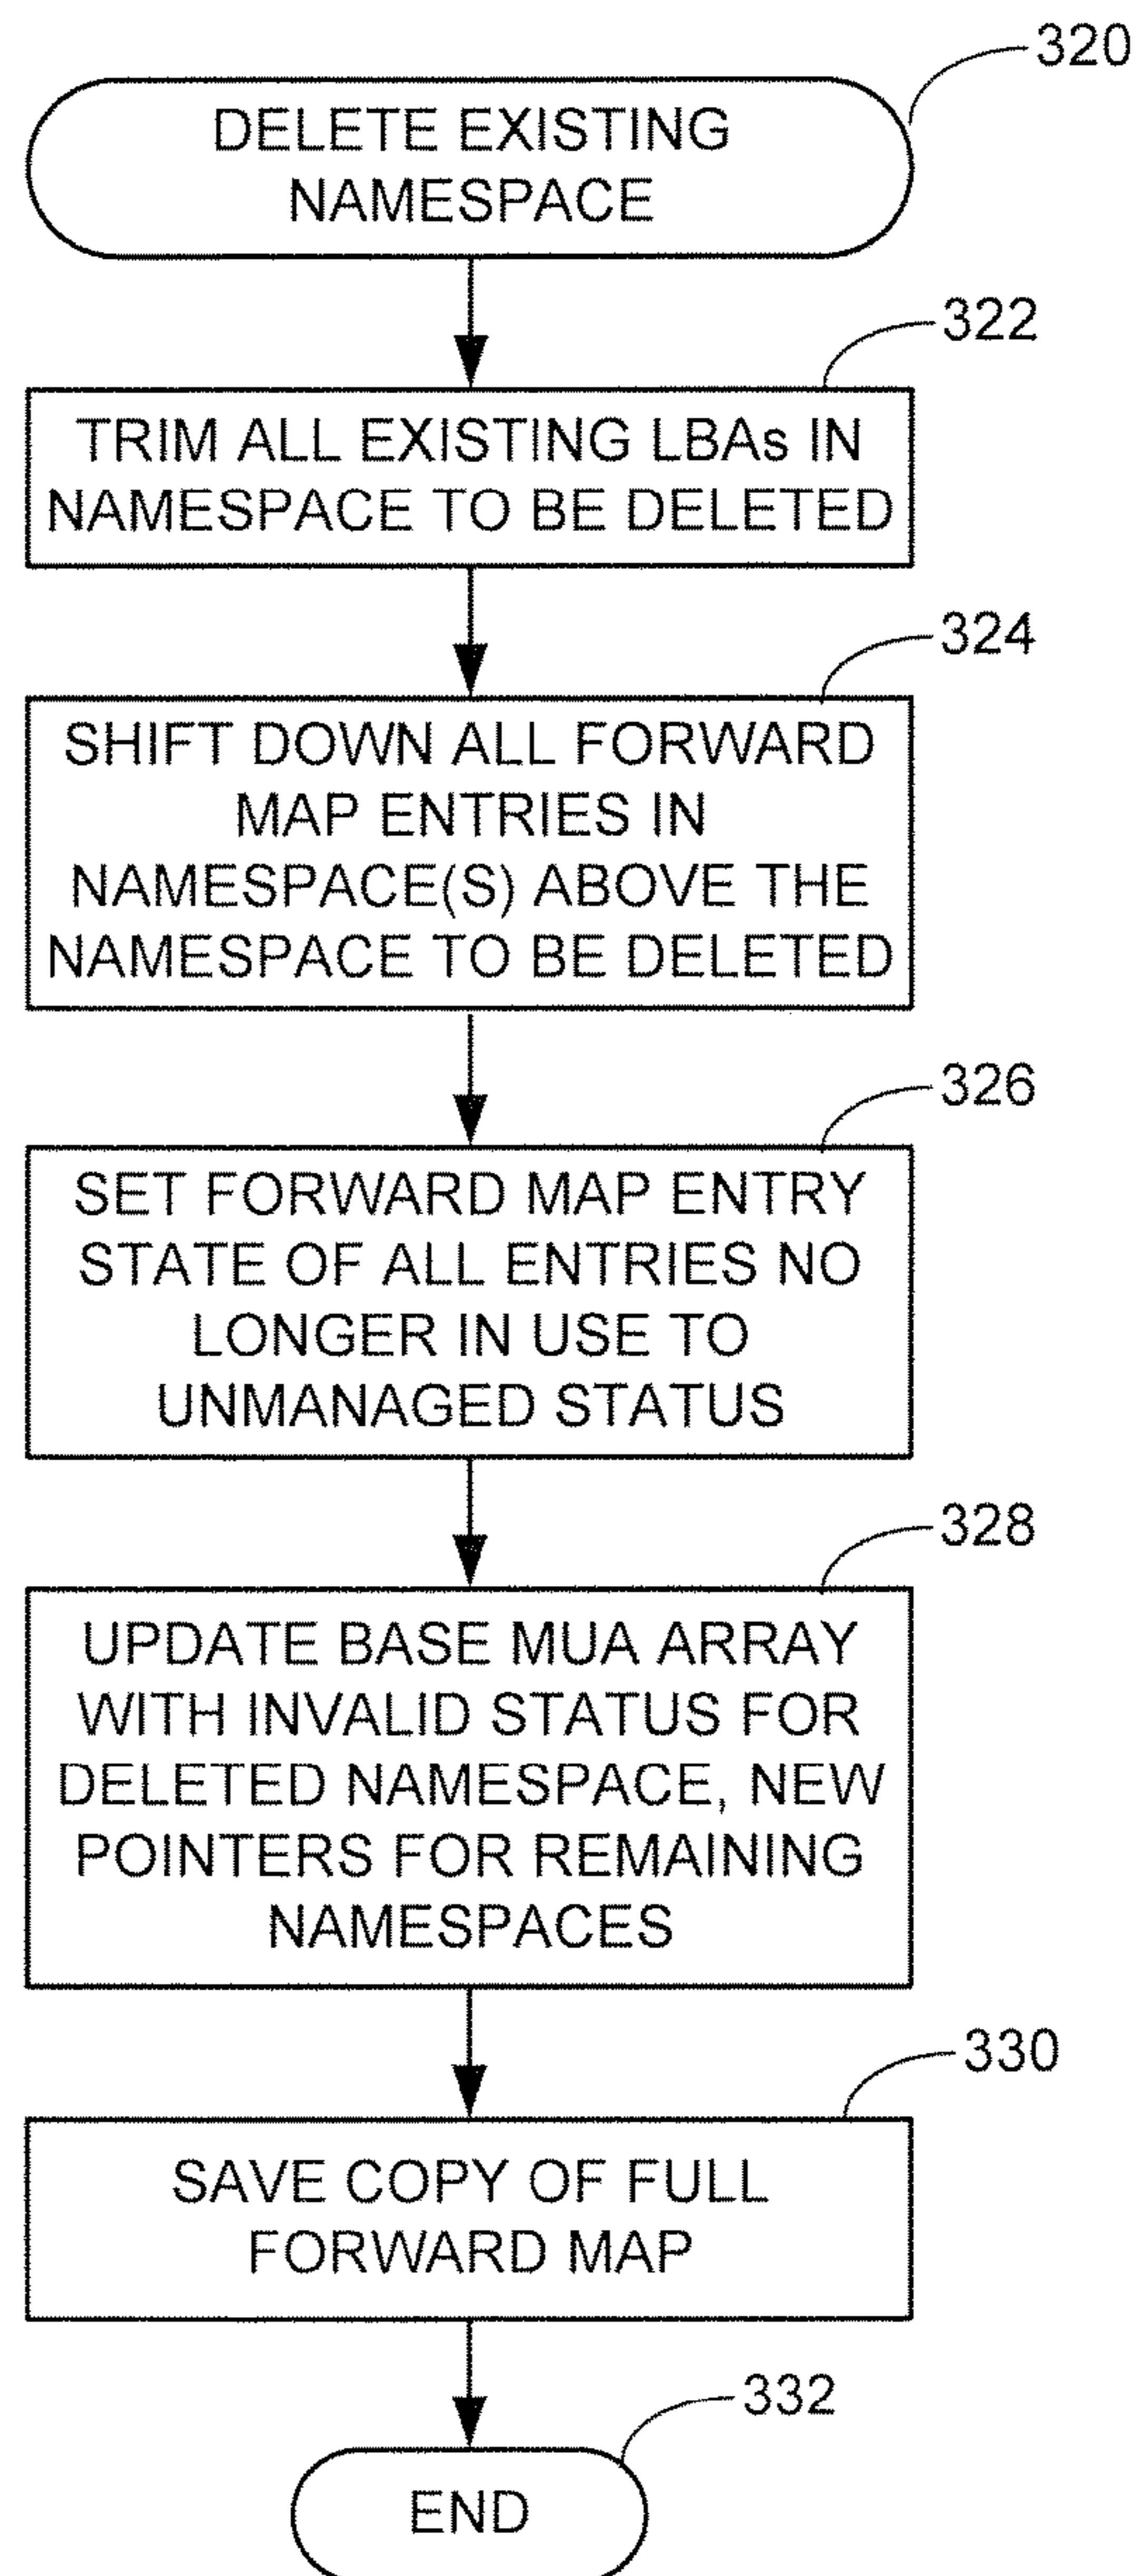 320
DELETE EXISTING
NAMESPACE
322
TRIM ALL EXISTING LBAs IN
NAMESPACE TO BE DELETED
324
SHIFT DOWN ALL FORWARD
MAP ENTRIES IN
NAMESPACE(S) ABOVE THE
NAMESPACE TO BE DELETED
326
SET FORWARD MAP ENTRY
STATE OF ALL ENTRIES NO
LONGER IN USE TO
UNMANAGED STATUS
328
UPDATE BASE MUA ARRAY
WITH INVALID STATUS FOR
DELETED NAMESPACE, NEW
POINTERS FOR REMAINING
NAMESPACES
330
SAVE COPY OF FULL
FORWARD MAP
332
END